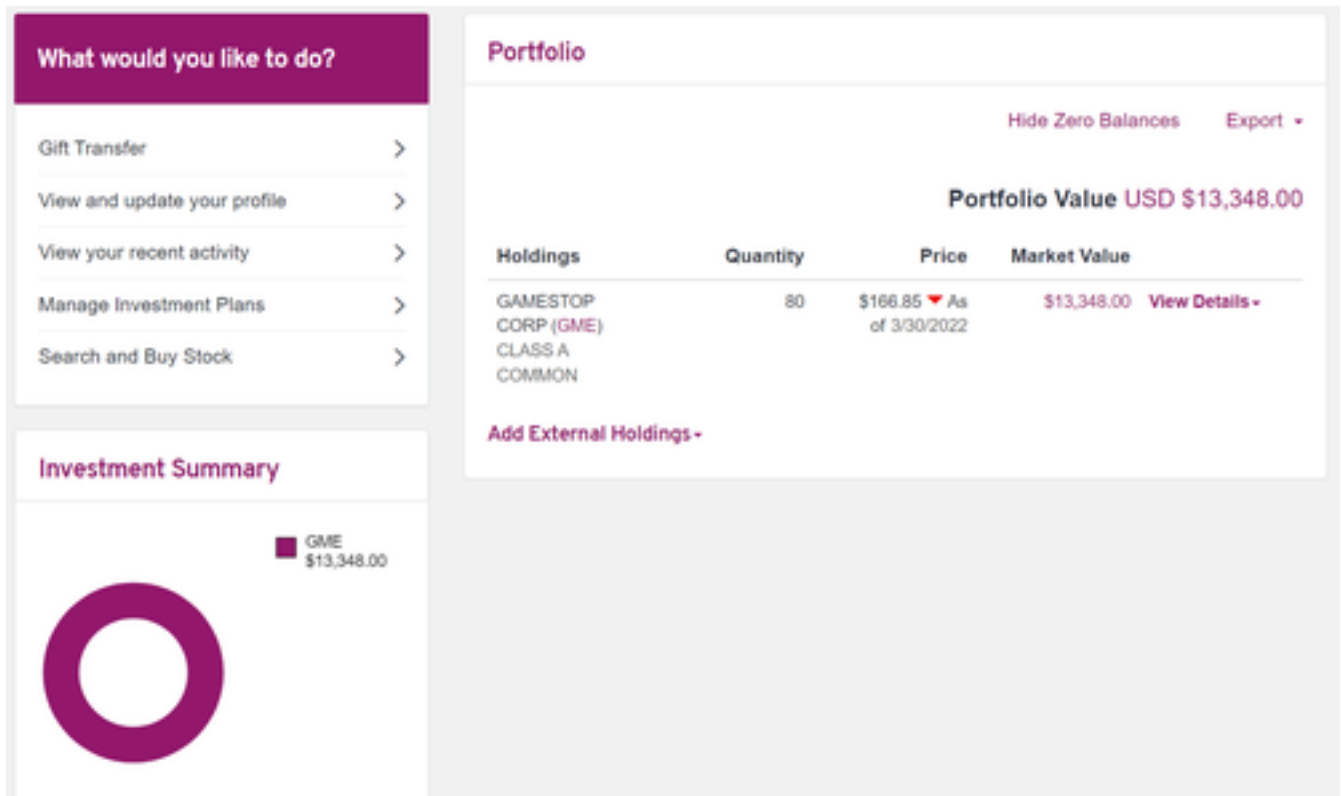 What would you like to do?
Gift Transfer
View and update your profile
View your recent activity
Manage Investment Plans
Search and Buy Stock
Investment Summary
GME
$13,348.00
Portfolio
Hide Zero Balances Export
Portfolio Value USD $13,348.00
Holdings Quantity Price Market Value
GAMESTOP 80 $166.85 As $13,348.00 View Details
CORP (GME) of 3/30/2022
CLASS A
COMMON
Add External Holdings